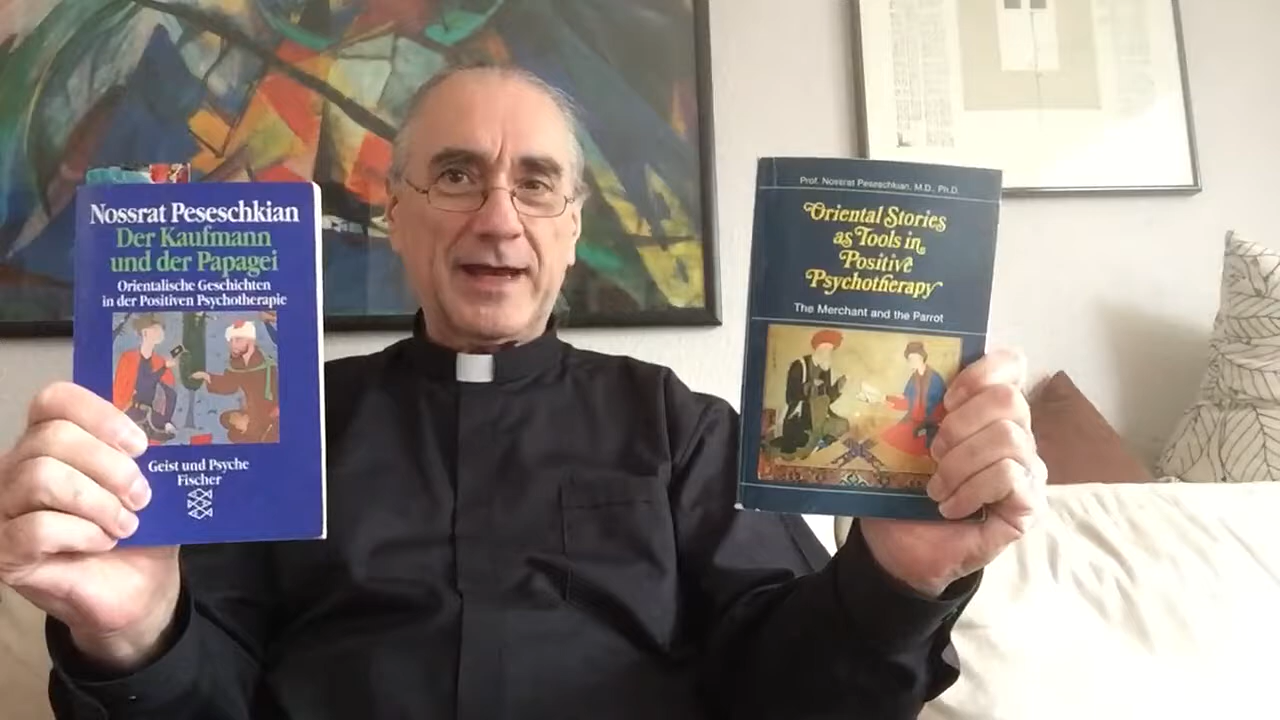 Nossrat Peseschkian
Der Kaufmann
und der Papagei
Orientalische Geschichten
in der Positiven Psychotherapie
Geist und Psyche
Fischer
Prof. Nossrat Peseschkian, M.D., Ph.D.
Oriental Stories
as Tools in
Positive
Psychotherapy
The Merchant and the Parrot